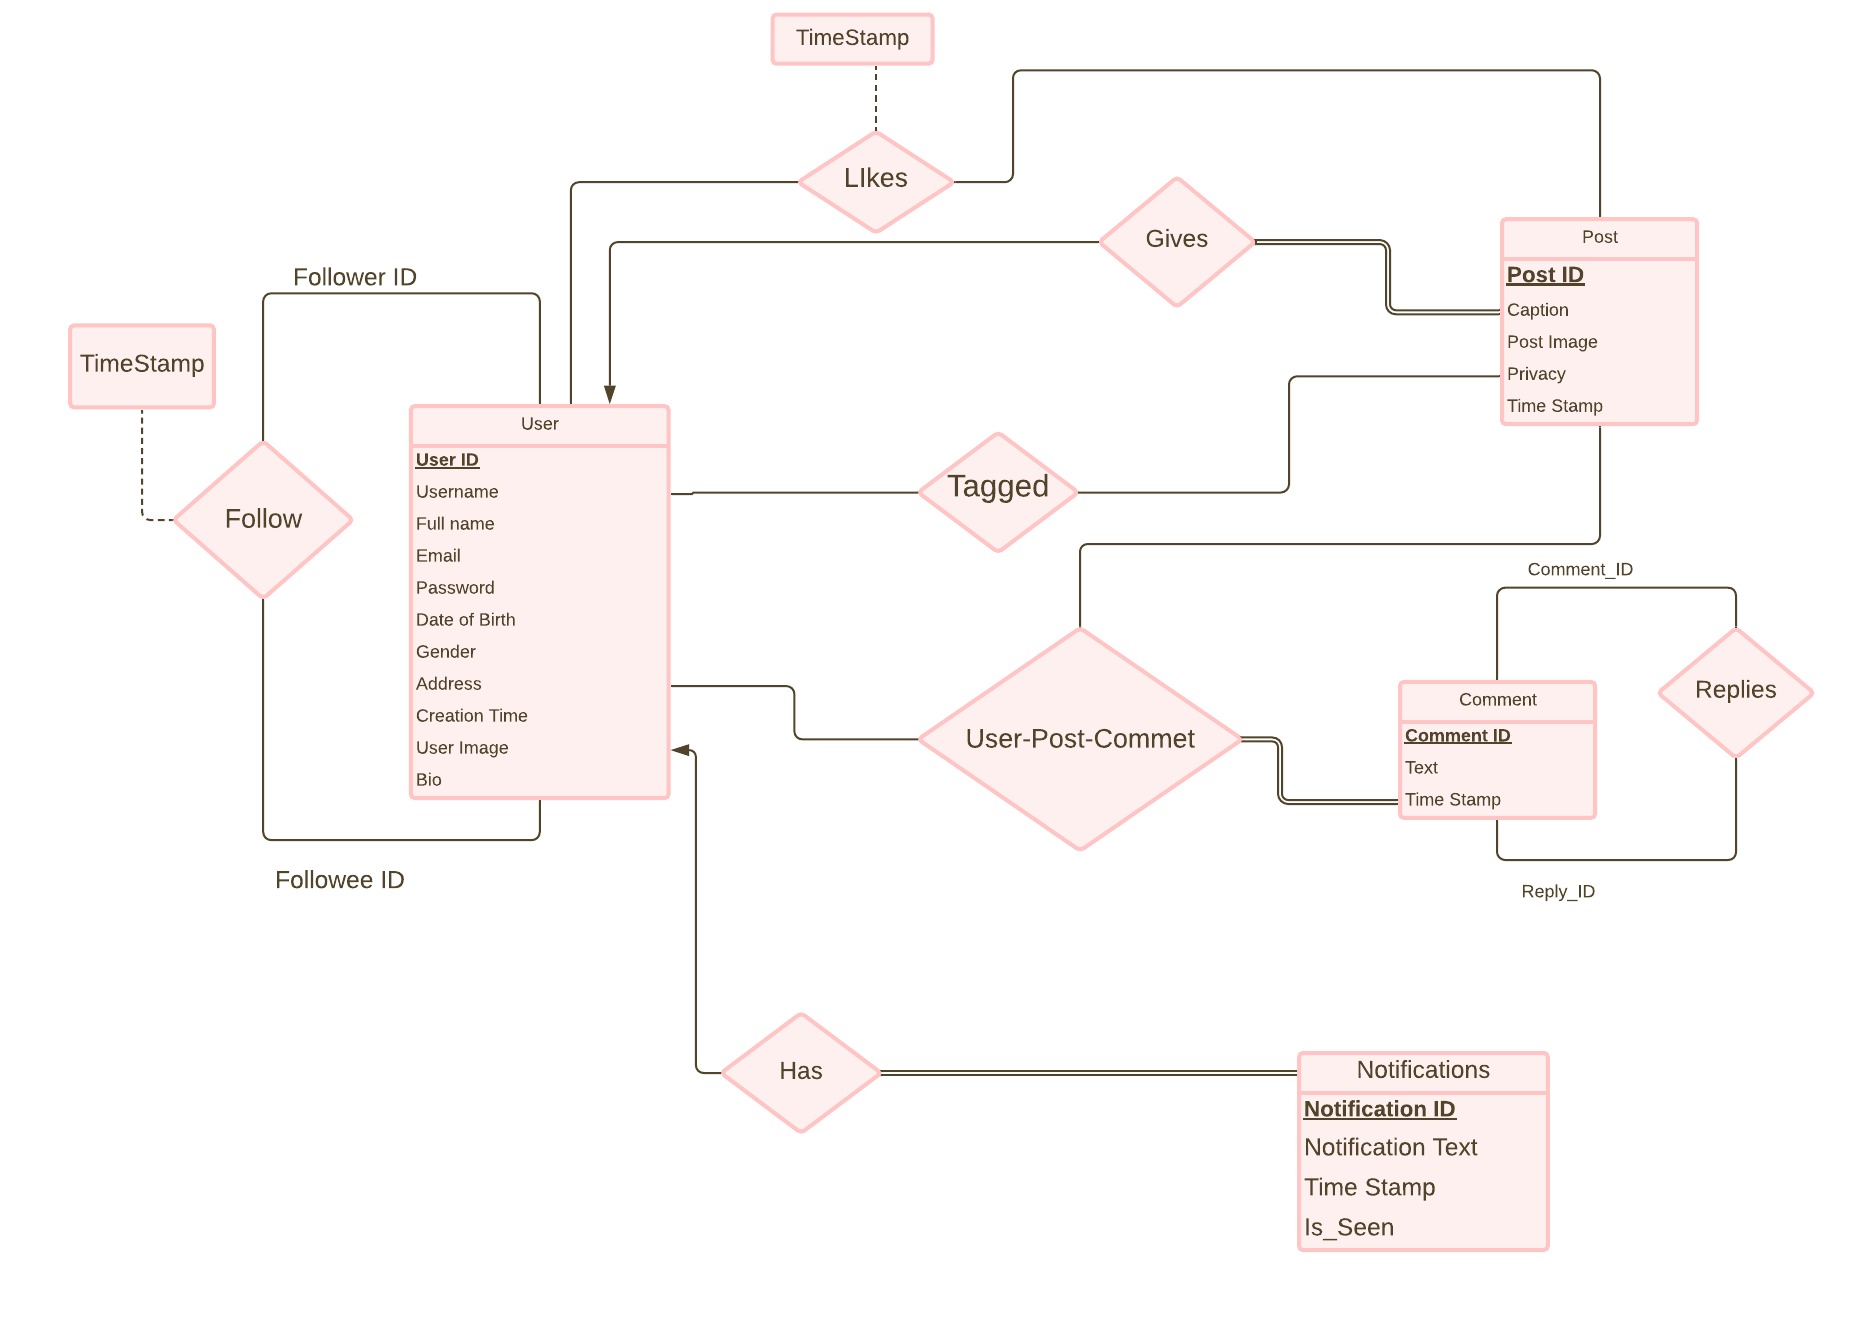 TimeStamp
LIkes
Gives
Post
Post ID
Caption
Post Image
Privacy
Time Stamp
Follower ID
TimeStamp
Follow
Followee ID
User
User ID
Username
Full name
Email
Password
Date of Birth
Gender
Address
Creation Time
User Image
Bio
Tagged
User-Post-Commet
Comment_ID
Comment
Comment ID
Text
Time Stamp
Replies
Reply_ID
Has
Notifications
Notification ID
Notification Text
Time Stamp
Is_Seen